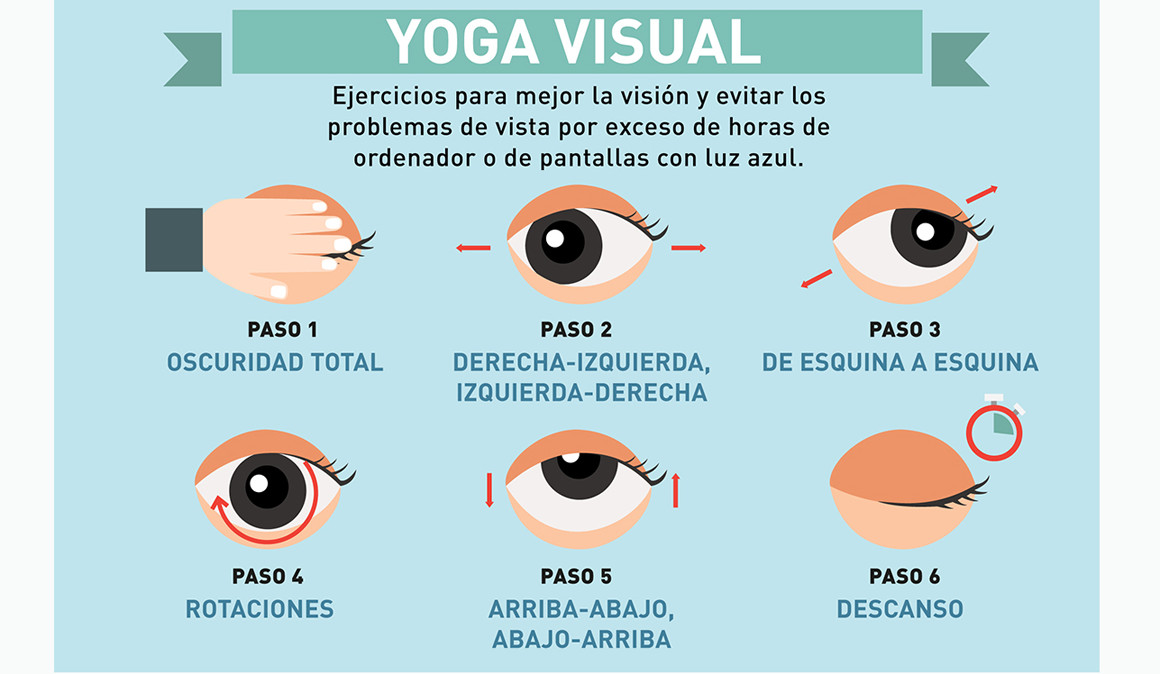 YOGA VISUAL
Ejercicios para mejor la visión y evitar los
problemas de vista por exceso de horas de
ordenador o de pantallas con luz azul.
PASO 1
OSCURIDAD TOTAL
PASO 2
DERECHA-IZQUIERDA,
IZQUIERDA-DERECHA
PASO 3
DE ESQUINA A ESQUINA
PASO 4
ROTACIONES
PASO 5
ARRIBA-ABAJO,
ABAJO-ARRIBA
PASO 6
DESCANSO